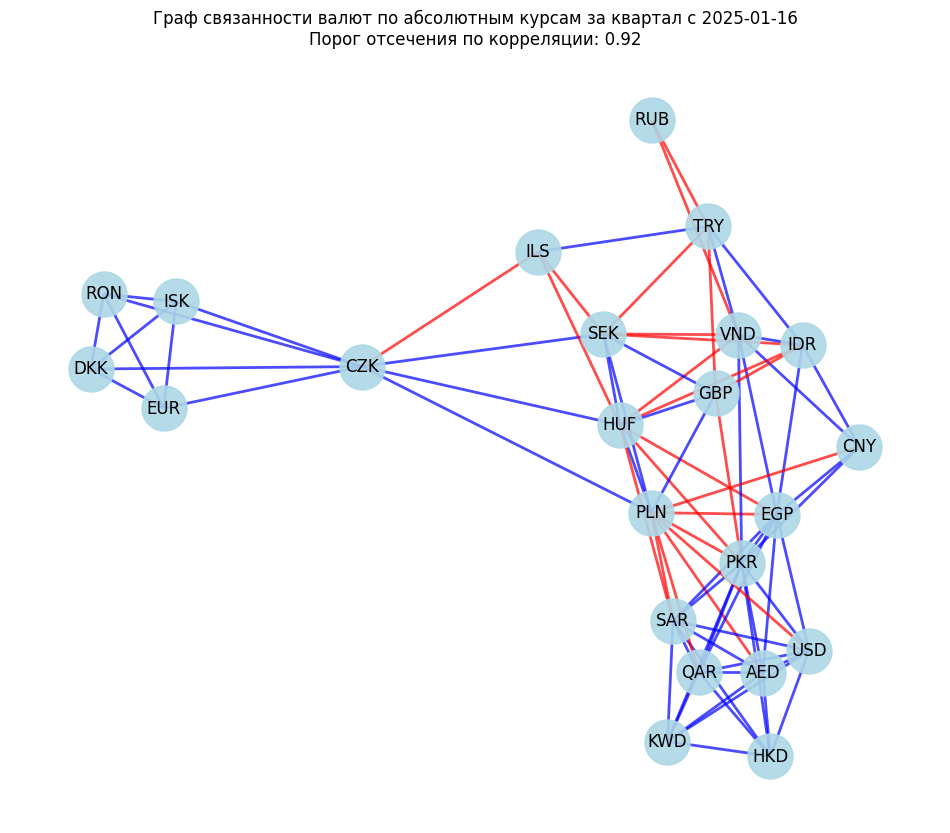 Граф связанности валют по абсолютным курсам за квартал с 2025-01-16
Порог отсечения по корреляции: 0.92
RUB
TRY
ILS
RON
ISK
SEK
VND
IDR
DKK
CZK
GBP
EUR
HUF
CNY
PLN
EGP
PKR
SAR
USD
QAR
AED
KWD
HKD